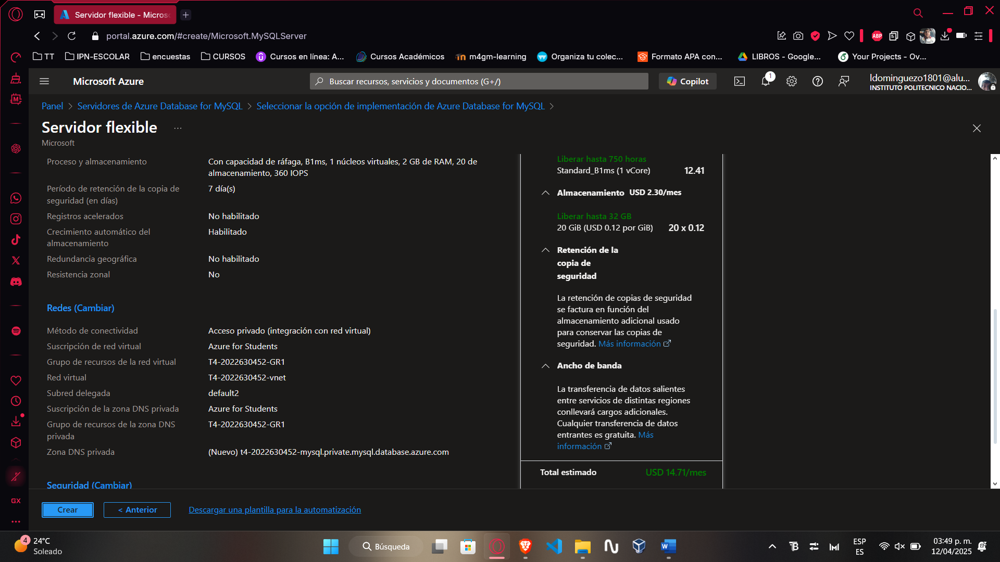 Servidor flexible - Micros
portal.azure.com/#create/Microsoft.MySQLServer
ABP
TT
IPN-ESCOLAR
encuestas
CURSOS
Cursos en línea: A...
Cursos Académicos
m4gm-learning
Organiza tu colec...
Formato APA con...
LIBROS - Google...
Your Projects - Ov...
Microsoft Azure
Buscar recursos, servicios y documentos (G+/)
Copilot
1
ldominguezo1801@alu...
INSTITUTO POLITECNICO NACIO...
Panel > Servidores de Azure Database for MySQL > Seleccionar la opción de implementación de Azure Database for MySQL >
Servidor flexible ...
Microsoft
Proceso y almacenamiento
Con capacidad de ráfaga, B1ms, 1 núcleos virtuales, 2 GB de RAM, 20 de
almacenamiento, 360 IOPS
Período de retención de la copia de
seguridad (en días)
7 día(s)
Registros acelerados
No habilitado
Crecimiento automático del
almacenamiento
Habilitado
Redundancia geográfica
No habilitado
Resistencia zonal
No
Redes (Cambiar)
Método de conectividad
Acceso privado (integración con red virtual)
Suscripción de red virtual
Azure for Students
Grupo de recursos de la red virtual
T4-2022630452-GR1
Red virtual
T4-2022630452-vnet
Subred delegada
default2
Suscripción de la zona DNS privada
Azure for Students
Grupo de recursos de la zona DNS
privada
T4-2022630452-GR1
Zona DNS privada
(Nuevo) t4-2022630452-mysql.private.mysql.database.azure.com
Seguridad (Cambiar)
Liberar hasta 750 horas
Standard_B1ms (1 vCore)
12.41
Almacenamiento USD 2.30/mes
Liberar hasta 32 GB
20 GiB (USD 0.12 por GiB)
20 x 0.12
Retención de la
copia de
seguridad
La retención de copias de seguridad
se factura en función del
almacenamiento adicional usado
para conservar las copias de
seguridad. Más información
Ancho de banda
La transferencia de datos salientes
entre servicios de distintas regiones
conllevará cargos adicionales.
Cualquier transferencia de datos
entrantes es gratuita. Más
información
Total estimado
USD 14.71/mes
Crear
< Anterior
Descargar una plantilla para la automatización
GX
4
24°C
Soleado
Búsqueda
ESP
ES
03:49 p. m.
12/04/2025